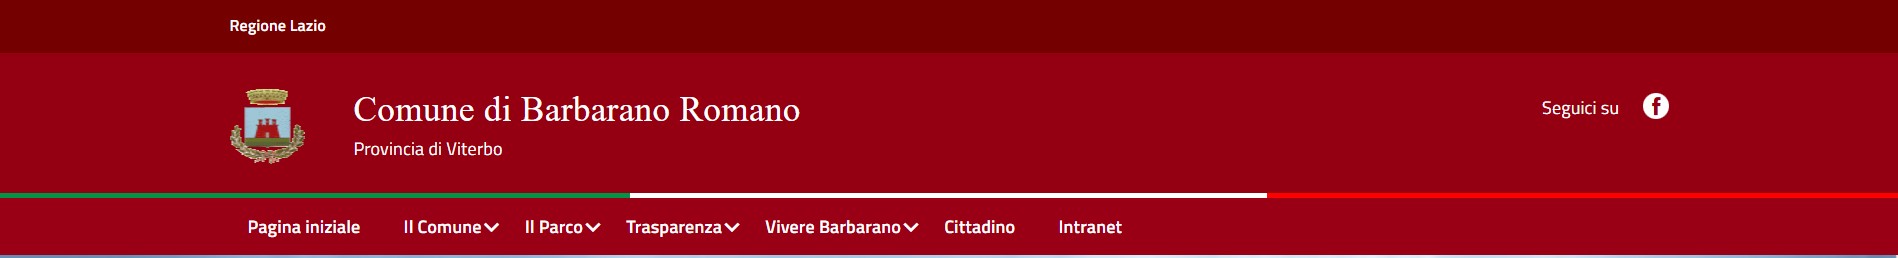 Regione Lazio
Comune di Barbarano Romano
Provincia di Viterbo
Seguici su
Pagina iniziale Il Comune Il Parco Trasparenza Vivere Barbarano Cittadino Intranet